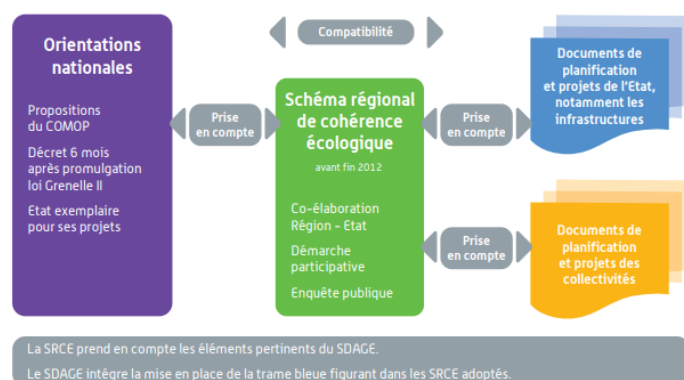 Orientations
nationales
Propositions
du COMOP
Décret 6 mois
après promulgation
loi Grenelle II
Etat exemplaire
pour ses projets
Compatibilité
Prise
en compte
Schéma régional
de cohérence
écologique
avant fin 2012
Co-élaboration
Région - Etat
Démarche
participative
Enquête publique
Prise
en compte
Documents de
planification
et projets de l'Etat,
notamment les
infrastructures
Prise
en compte
Documents de
planification
et projets des
collectivités
La SRCE prend en compte les éléments pertinents du SDAGE.
Le SDAGE intègre la mise en place de la trame bleue figurant dans les SRCE adoptés.